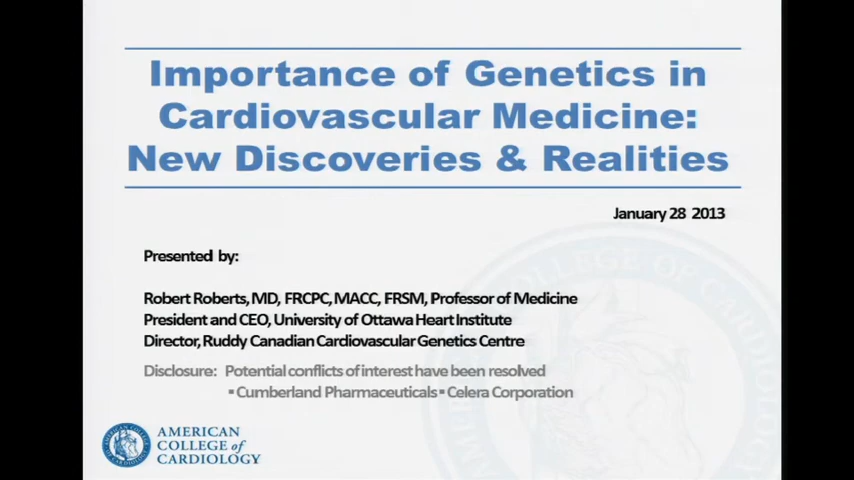 Importance of Genetics in
Cardiovascular Medicine:
New Discoveries & Realities
January 28 2013
Presented by:
Robert Roberts, MD, FRCPC, MACC, FRSM, Professor of Medicine
President and CEO, University of Ottawa Heart Institute
Director, Ruddy Canadian Cardiovascular Genetics Centre
Disclosure: Potential conflicts of interest have been resolved
▪ Cumberland Pharmaceuticals ▪ Celera Corporation
AMERICAN
COLLEGE of
CARDIOLOGY